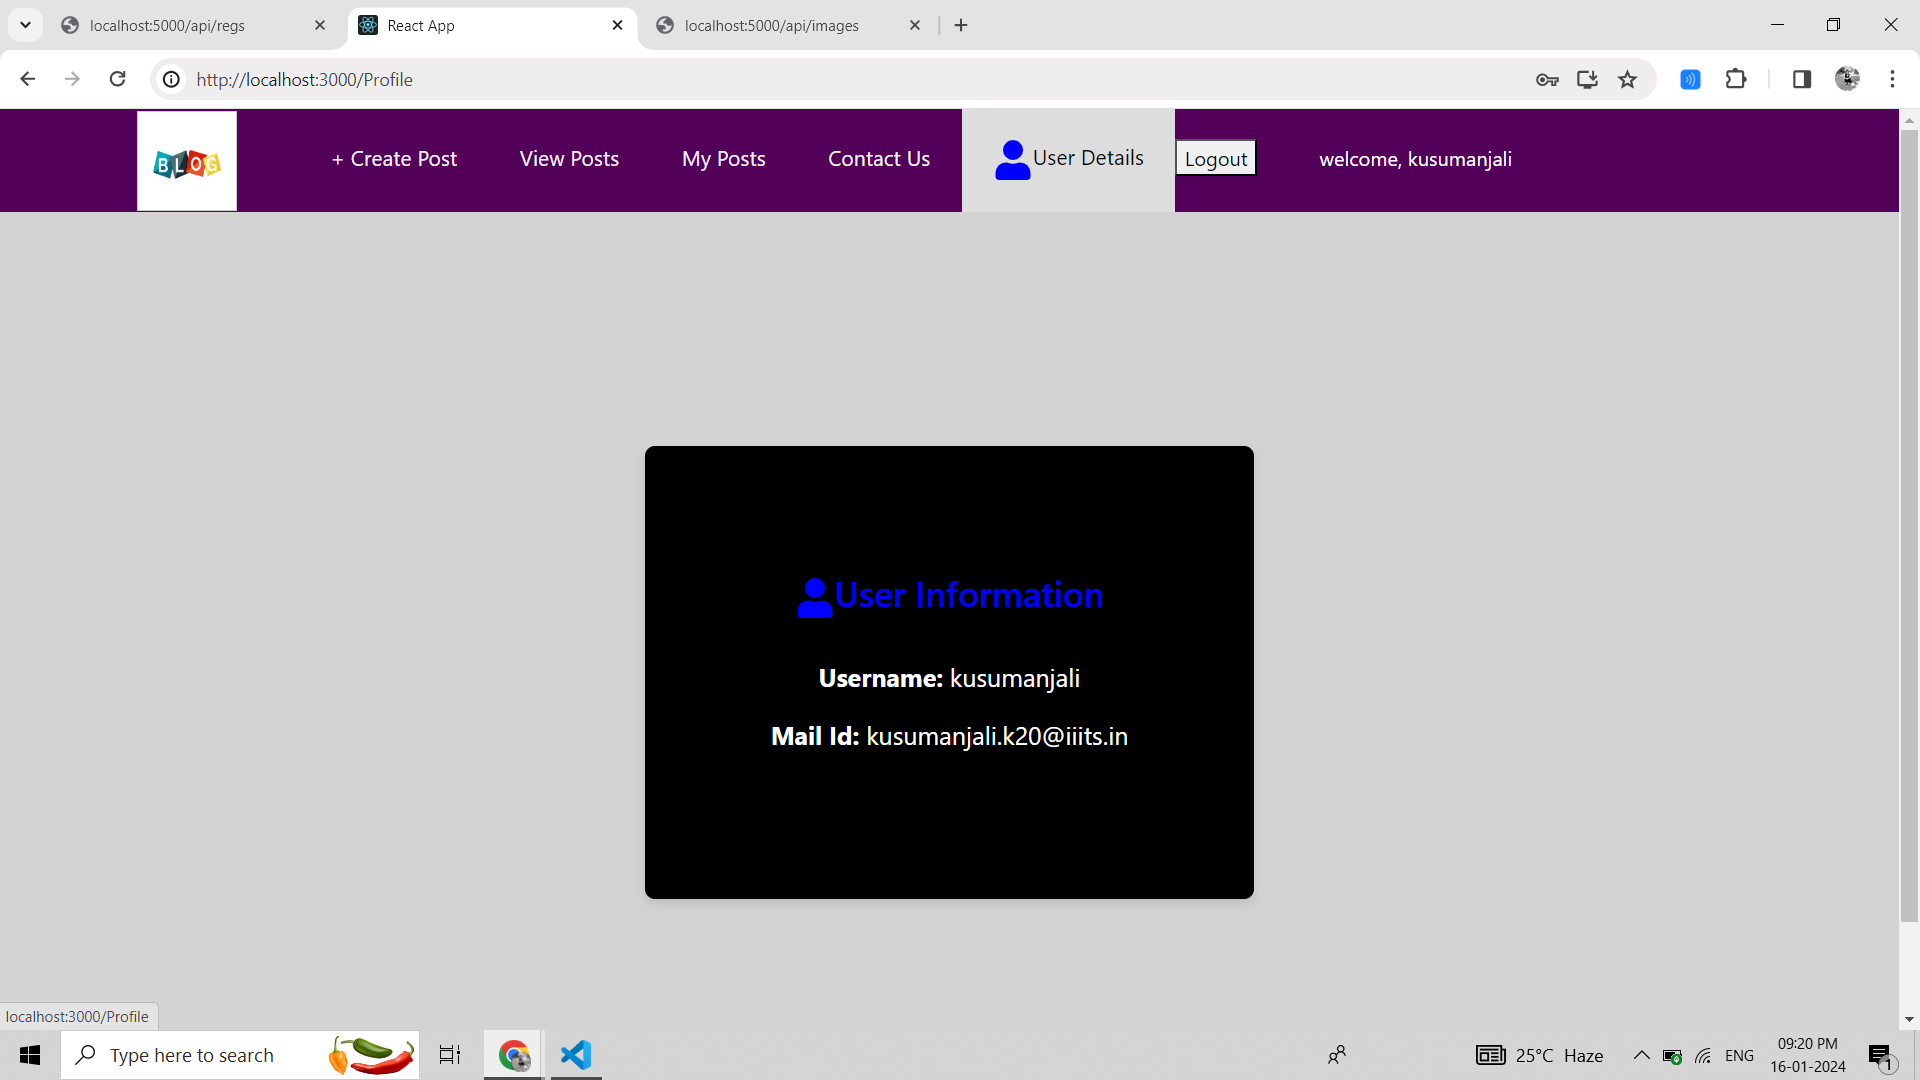 localhost:5000/api/regs
React App
localhost:5000/api/images
http://localhost:3000/Profile
BLOG
+ Create Post
View Posts
My Posts
Contact Us
User Details
Logout
welcome, kusumanjali
User Information
Username: kusumanjali
Mail Id: kusumanjali.k20@iiits.in
localhost:3000/Profile
Type here to search
25°C Haze
ENG
09:20 PM
16-01-2024
1